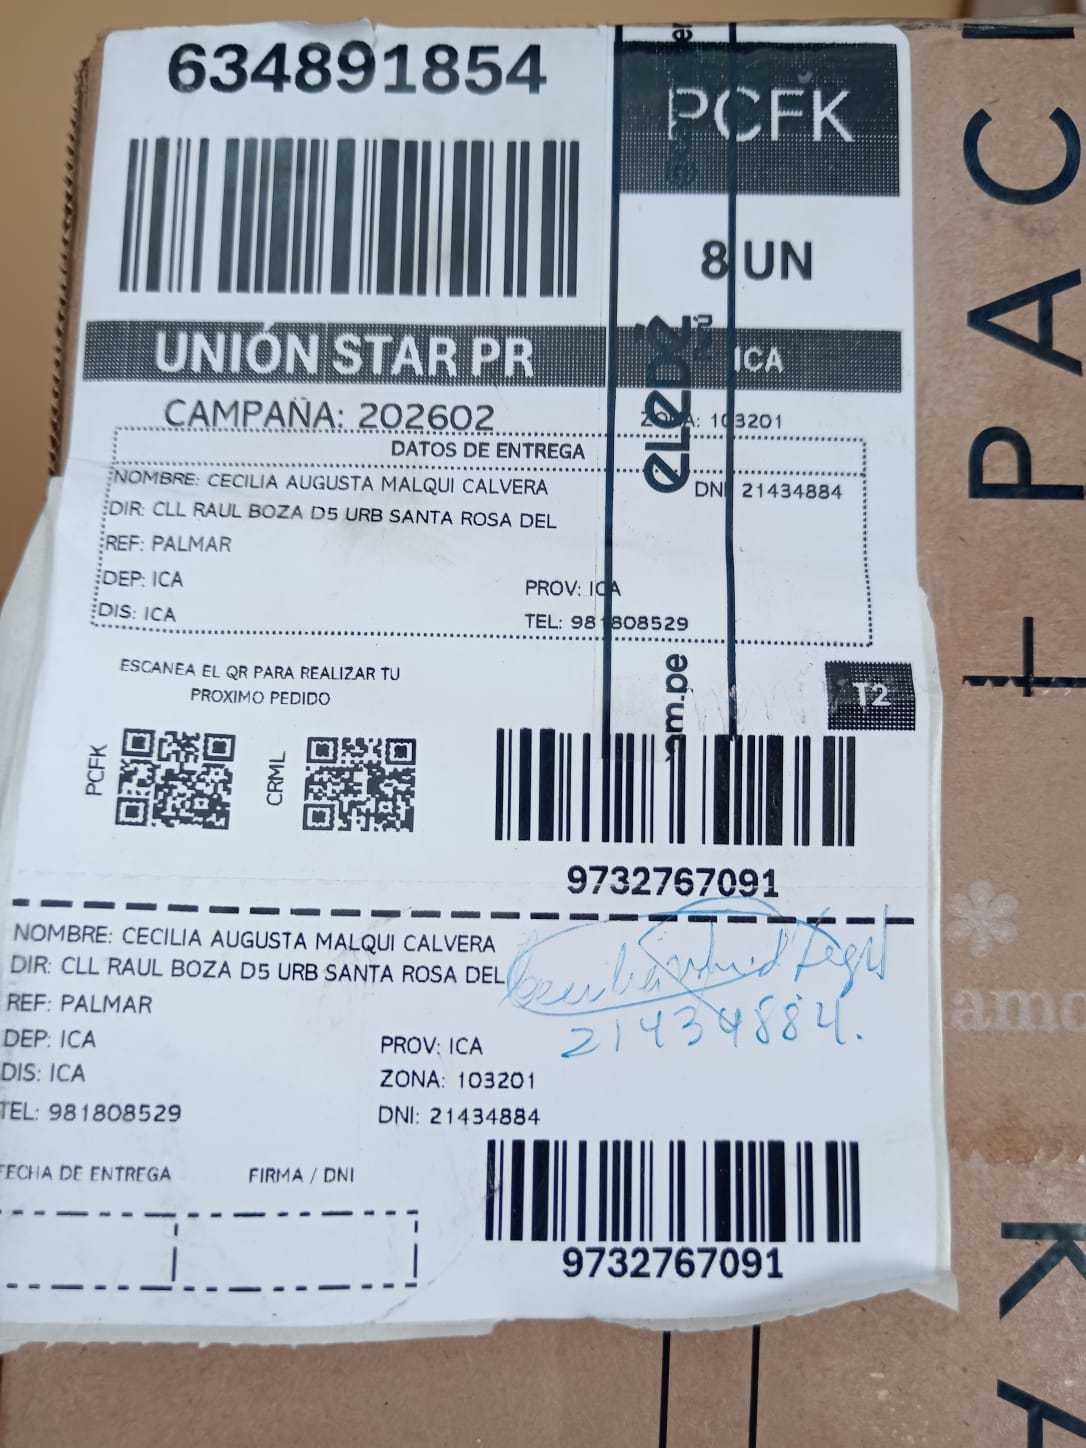 634891854
PCFK
8 UN
UNIÓN STAR PR
ICA
CAMPAÑA: 202602
ZONA: 103201
DATOS DE ENTREGA
NOMBRE: CECILIA AUGUSTA MALQUI CALVERA
DNI 21434884
DIR: CLL RAUL BOZA D5 URB SANTA ROSA DEL
REF: PALMAR
DEP: ICA
PROV: ICA
DIS: ICA
TEL: 981808529
ESCANEA EL QR PARA REALIZAR TU
PROXIMO PEDIDO
T2
PCFK
CRML
9732767091
NOMBRE: CECILIA AUGUSTA MALQUI CALVERA
DIR: CLL RAUL BOZA D5 URB SANTA ROSA DEL
REF: PALMAR
21434884.
DEP: ICA
PROV: ICA
DIS: ICA
ZONA: 103201
TEL: 981808529
DNI: 21434884
FECHA DE ENTREGA
FIRMA / DNI
9732767091